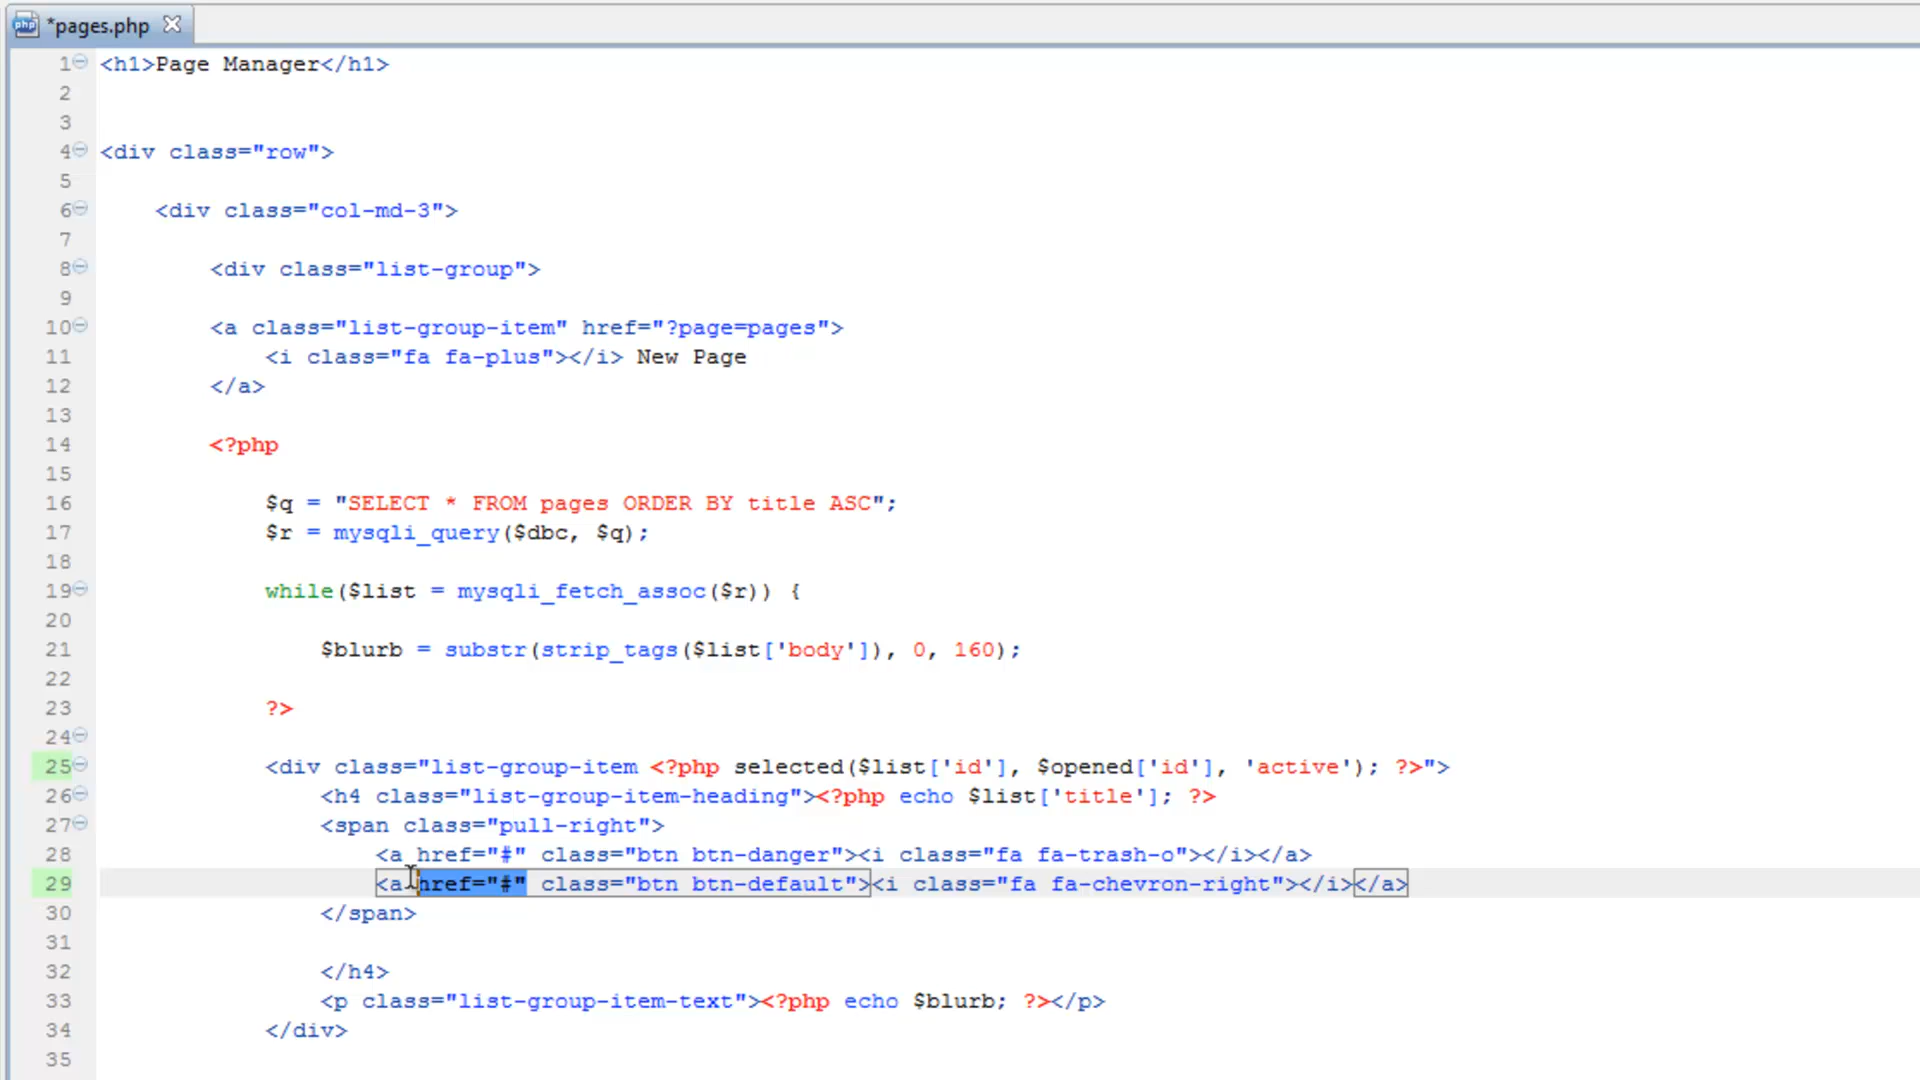 php *pages.php
1 <h1>Page Manager</h1>
2
3
4 <div class="row">
5
6     <div class="col-md-3">
7
8         <div class="list-group">
9
10         <a class="list-group-item" href="?page=pages">
11             <i class="fa fa-plus"></i> New Page
12         </a>
13
14         <?php
15
16             $q = "SELECT * FROM pages ORDER BY title ASC";
17             $r = mysqli_query($dbc, $q);
18
19             while($list = mysqli_fetch_assoc($r)) {
20
21                 $blurb = substr(strip_tags($list['body']), 0, 160);
22
23             ?>
24
25             <div class="list-group-item <?php selected($list['id'], $opened['id'], 'active'); ?>">
26                 <h4 class="list-group-item-heading"><?php echo $list['title']; ?>
27                 <span class="pull-right">
28                     <a href="#" class="btn btn-danger"><i class="fa fa-trash-o"></i></a>
29                     <a href="#" class="btn btn-default"><i class="fa fa-chevron-right"></i></a>
30                 </span>
31
32                 </h4>
33                 <p class="list-group-item-text"><?php echo $blurb; ?></p>
34             </div>
35